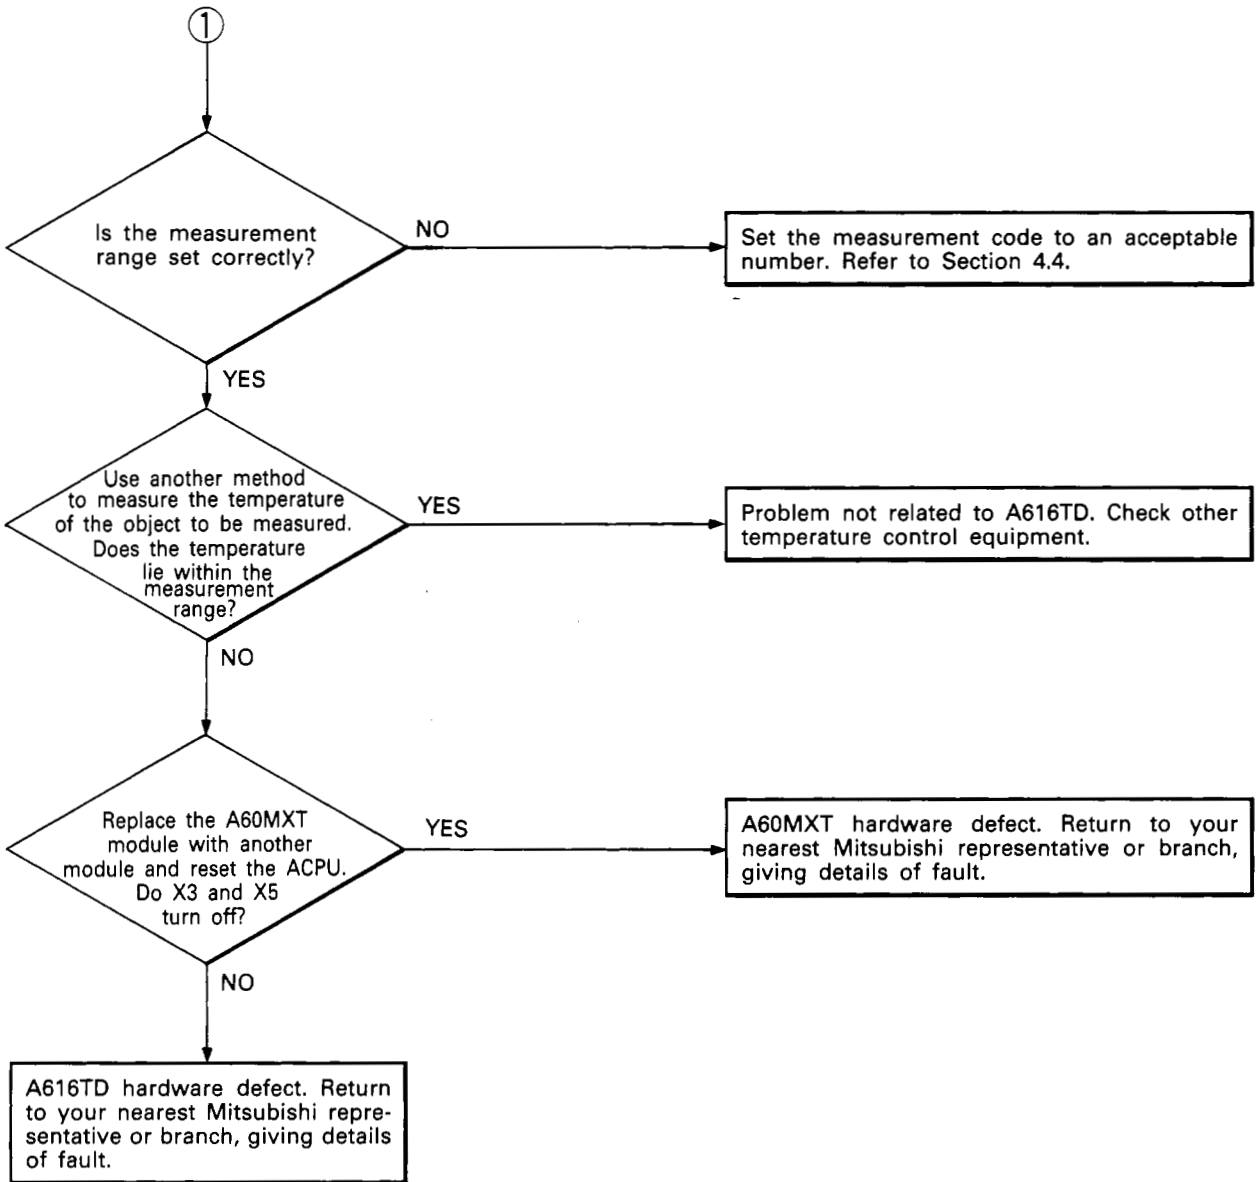 1
Is the measurement
range set correctly?
NO
Set the measurement code to an acceptable
number. Refer to Section 4.4.
YES
Use another method
to measure the temperature
of the object to be measured.
Does the temperature
lie within the
measurement
range?
YES
Problem not related to A616TD. Check other
temperature control equipment.
NO
Replace the A60MXT
module with another
module and reset the ACPU.
Do X3 and X5
turn off?
YES
A60MXT hardware defect. Return to your
nearest Mitsubishi representative or branch,
giving details of fault.
NO
A616TD hardware defect. Return
to your nearest Mitsubishi repre-
sentative or branch, giving details
of fault.